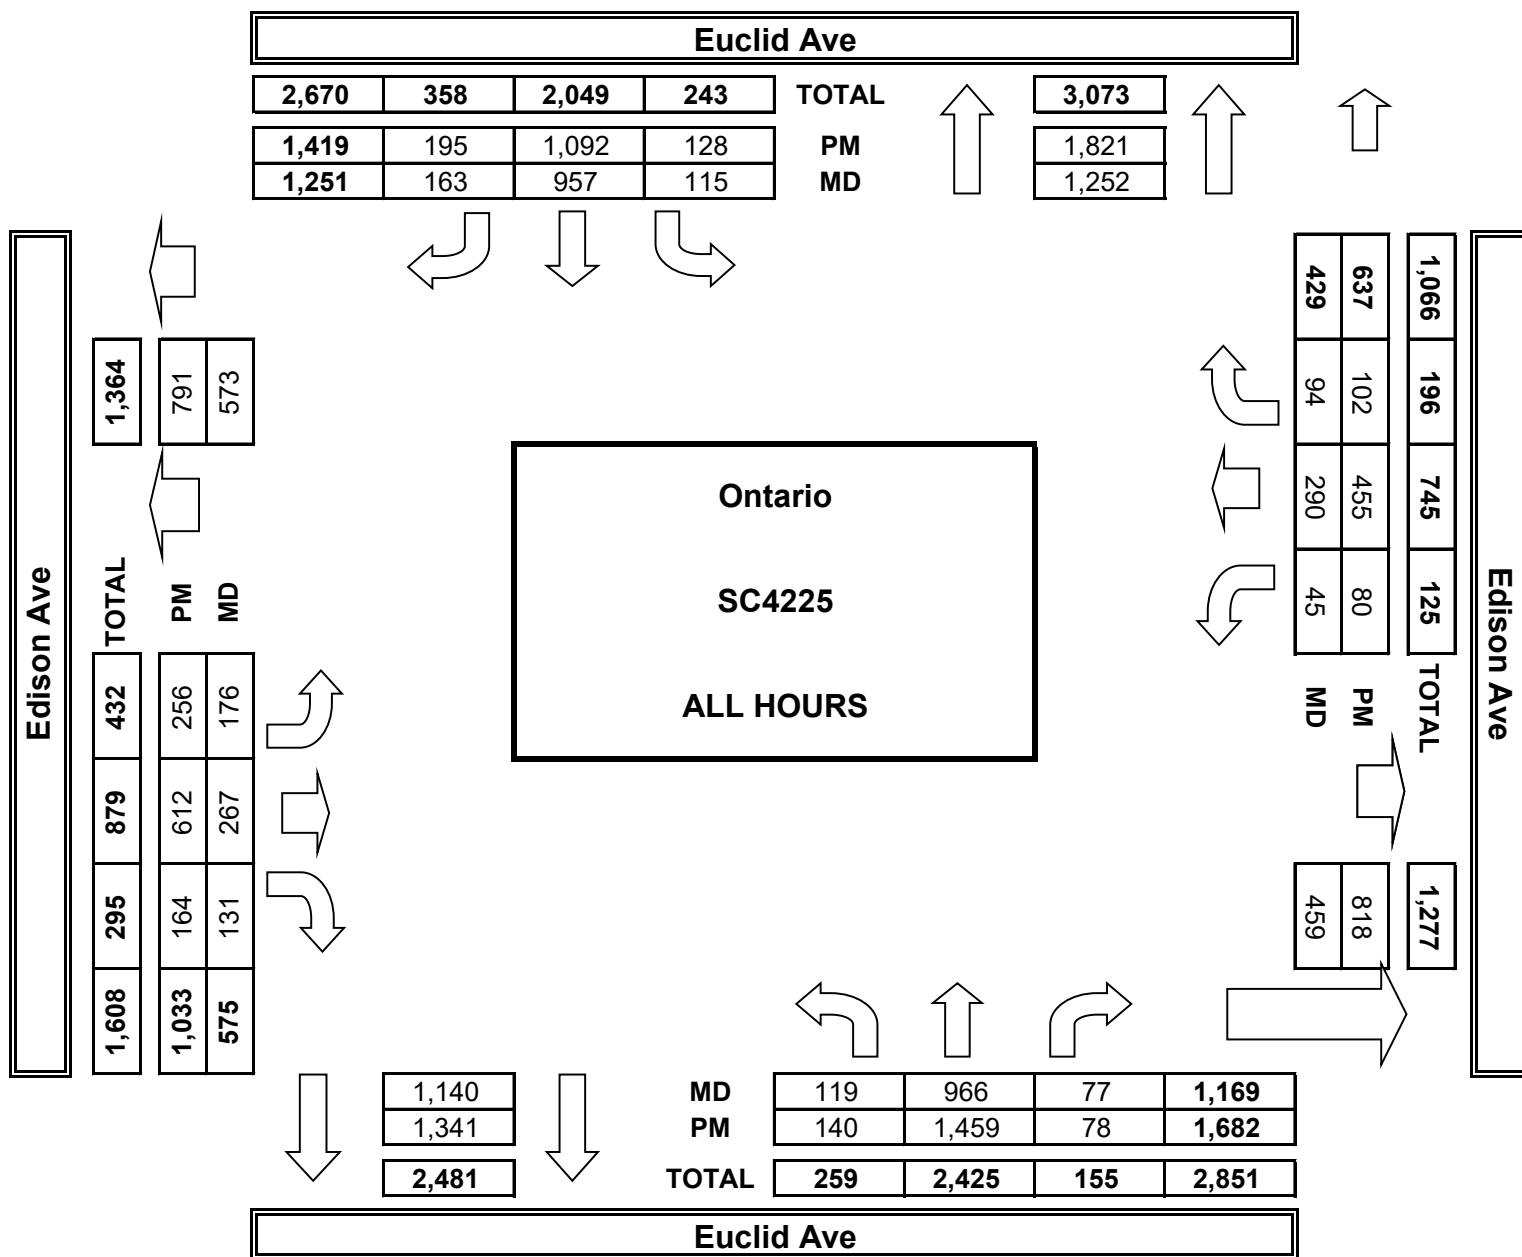 Euclid Ave
2,670 358 2,049 243 TOTAL 3,073
1,419 195 1,092 128 PM 1,821
1,251 163 957 115 MD 1,252
Edison Ave
1,364
791
573
TOTAL
PM
MD
432 879 295 1,608
256 612 164 1,033
176 267 131 575
Ontario
SC4225
ALL HOURS
1,066 196 745 125 TOTAL 1,277
637 102 455 80 PM 818
429 94 290 45 MD 459
Edison Ave
1,140 MD 119 966 77 1,169
1,341 PM 140 1,459 78 1,682
2,481 TOTAL 259 2,425 155 2,851
Euclid Ave